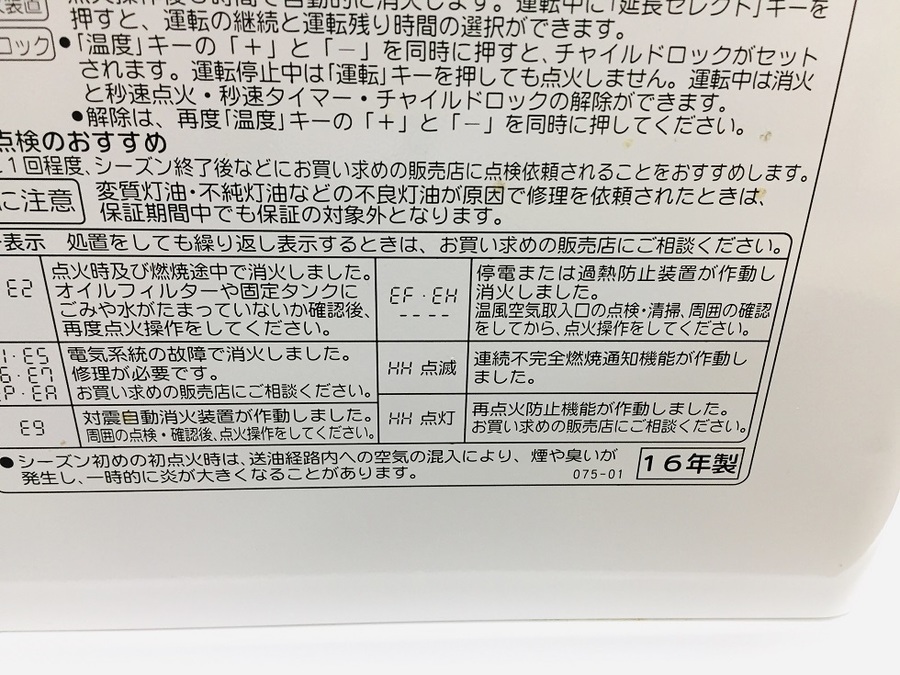 装置
押すと、運転の継続と運転残り時間の選択ができます。
ロック
●「温度」キーの「＋」と「－」を同時に押すと、チャイルドロックがセット
されます。運転停止中は「運転」キーを押しても点火しません。運転中は消火
と秒速点火・秒速タイマー・チャイルドロックの解除ができます。
●解除は、再度「温度」キーの「＋」と「－」を同時に押してください。
点検のおすすめ
1回程度、シーズン終了後などにお買い求めの販売店に点検依頼されることをおすすめします。
に注意
変質灯油・不純灯油などの不良灯油が原因で修理を依頼されたときは、
保証期間中でも保証の対象外となります。
表示 処置をしても繰り返し表示するときは、お買い求めの販売店にご相談ください。
E2
点火時及び燃焼途中で消火しました。
オイルフィルターや固定タンクに
ごみや水がたまっていないか確認後、
再度点火操作をしてください。
EF・EH
----
停電または過熱防止装置が作動し
消火しました。
温風空気取入口の点検・清掃、周囲の確認
をしてから、点火操作をしてください。
・E5
・E7
P・EA
電気系統の故障で消火しました。
修理が必要です。
お買い求めの販売店にご相談ください。
HH 点滅
連続不完全燃焼通知機能が作動し
ました。
E9
対震自動消火装置が作動しました。
周囲の点検・確認後、点火操作をしてください。
HH 点灯
再点火防止機能が作動しました。
お買い求めの販売店にご相談ください。
●シーズン初めの初点火時は、送油経路内への空気の混入により、煙や臭いが
発生し、一時的に炎が大きくなることがあります。
075-01
16年製